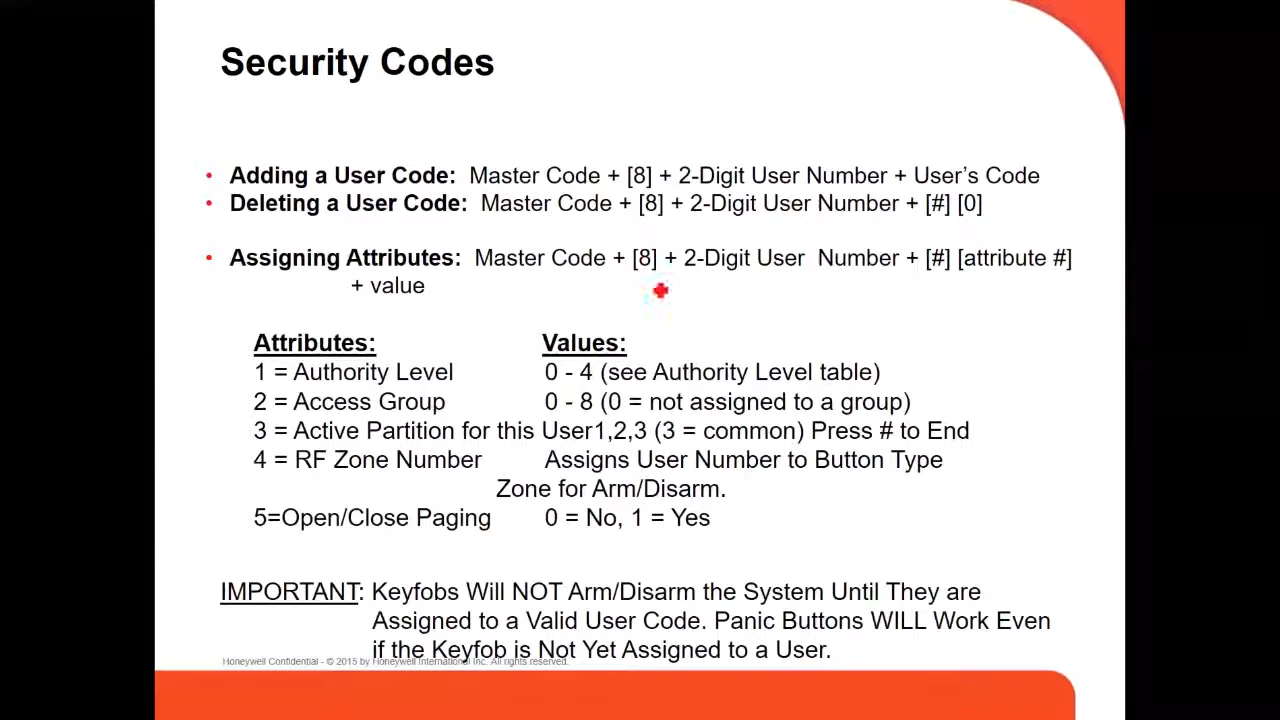 Security Codes
• Adding a User Code: Master Code + [8] + 2-Digit User Number + User’s Code
• Deleting a User Code: Master Code + [8] + 2-Digit User Number + [#] [0]
• Assigning Attributes: Master Code + [8] + 2-Digit User Number + [#] [attribute #]
+ value
Attributes: Values:
1 = Authority Level 0 - 4 (see Authority Level table)
2 = Access Group 0 - 8 (0 = not assigned to a group)
3 = Active Partition for this User1,2,3 (3 = common) Press # to End
4 = RF Zone Number Assigns User Number to Button Type
Zone for Arm/Disarm.
5=Open/Close Paging 0 = No, 1 = Yes
IMPORTANT: Keyfobs Will NOT Arm/Disarm the System Until They are
Assigned to a Valid User Code. Panic Buttons WILL Work Even
if the Keyfob is Not Yet Assigned to a User.
Honeywell Confidential - © 2015 by Honeywell International Inc. All rights reserved.